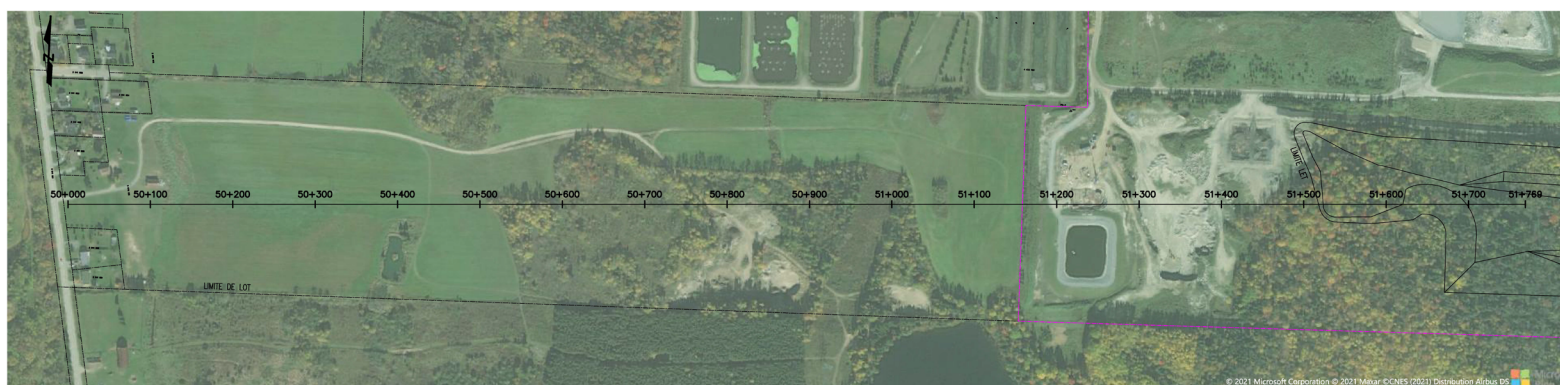 N
50+000 50+100 50+200 50+300 50+400 50+500 50+600 50+700 50+800 50+900 51+000 51+100 51+200 51+300 51+400 51+500 51+600 51+700 51+769
LIMITE LET
LIMITE DE LOT
© 2021 Microsoft Corporation © 2021 Maxar ©CNES (2021) Distribution Airbus DS